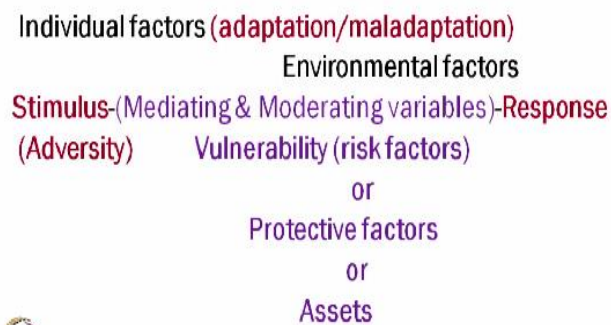 Individual factors (adaptation/maladaptation)
Environmental factors
Stimulus-(Mediating & Moderating variables)-Response
(Adversity) Vulnerability (risk factors)
or
Protective factors
or
Assets